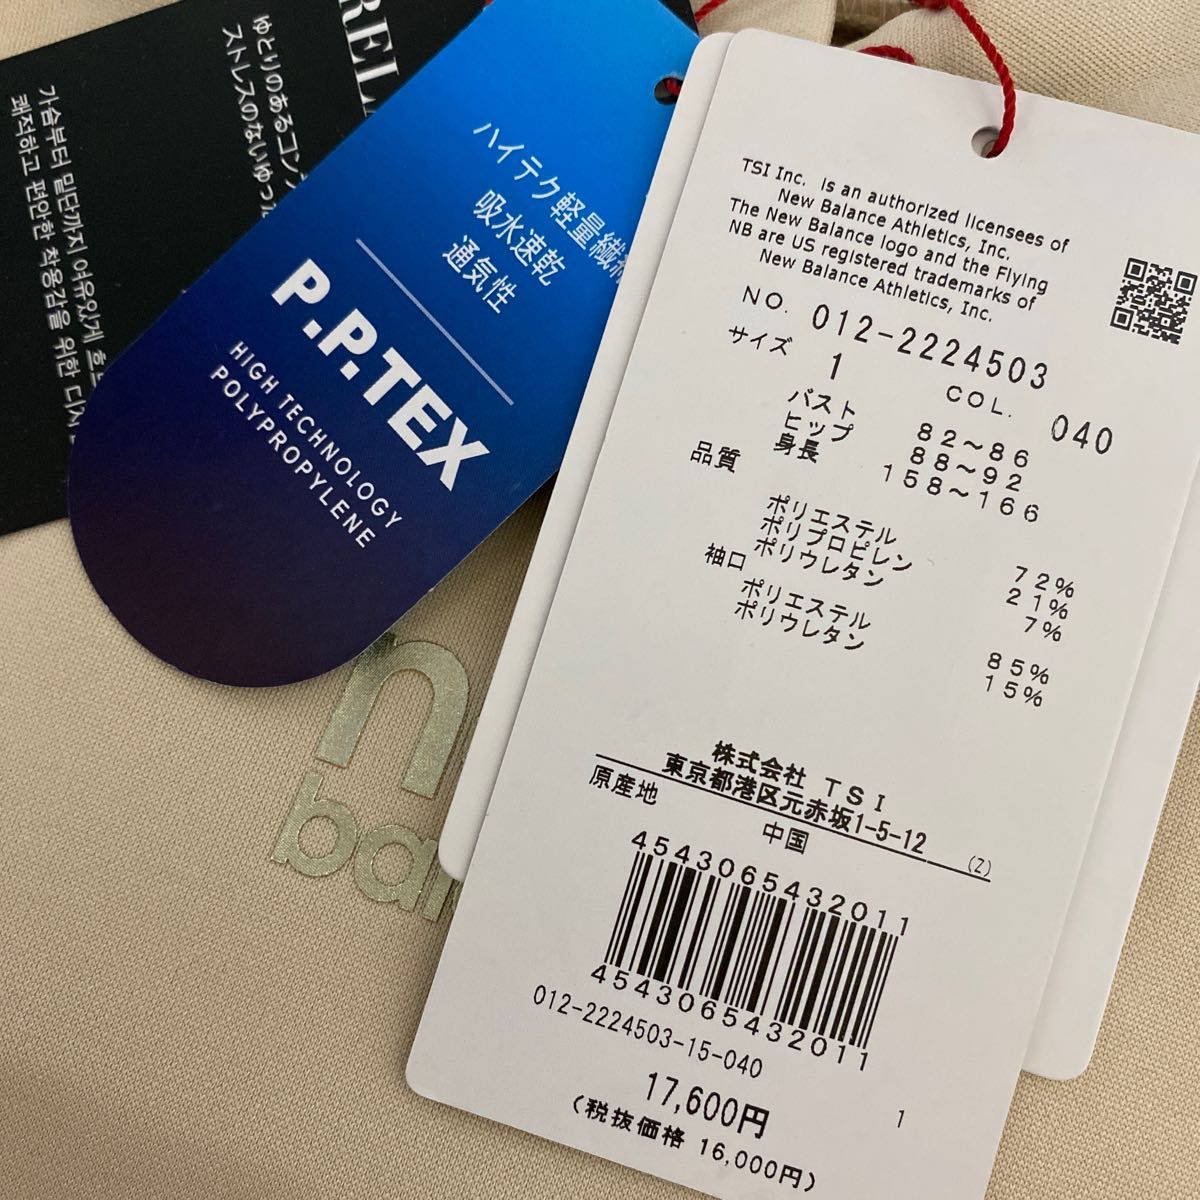 ゆとりのあるコン
ストレスのないゆった
가슴부터 밑단까지 여유있게
쾌적하고 편안한 착용감을 위한
ハイテク軽量繊
吸水速乾
通気性
P.P.TEX
HIGH TECHNOLOGY
POLYPROPYLENE
n
bal
TSI Inc. is an authorized licensees of
New Balance Athletics, Inc.
The New Balance logo and the Flying
NB are US registered trademarks of
New Balance Athletics, Inc.
NO. 012-2224503
サイズ 1 COL. 040
バスト 82～86
ヒップ 88～92
身長 158～166
品質
ポリエステル 72%
ポリプロピレン 21%
ポリウレタン 7%
袖口
ポリエステル 85%
ポリウレタン 15%
株式会社 TSI
東京都港区元赤坂1-5-12 (Z)
原産地 中国
4543065432011
4543065432011
012-2224503-15-040
17,600円 1
(税抜価格 16,000円)